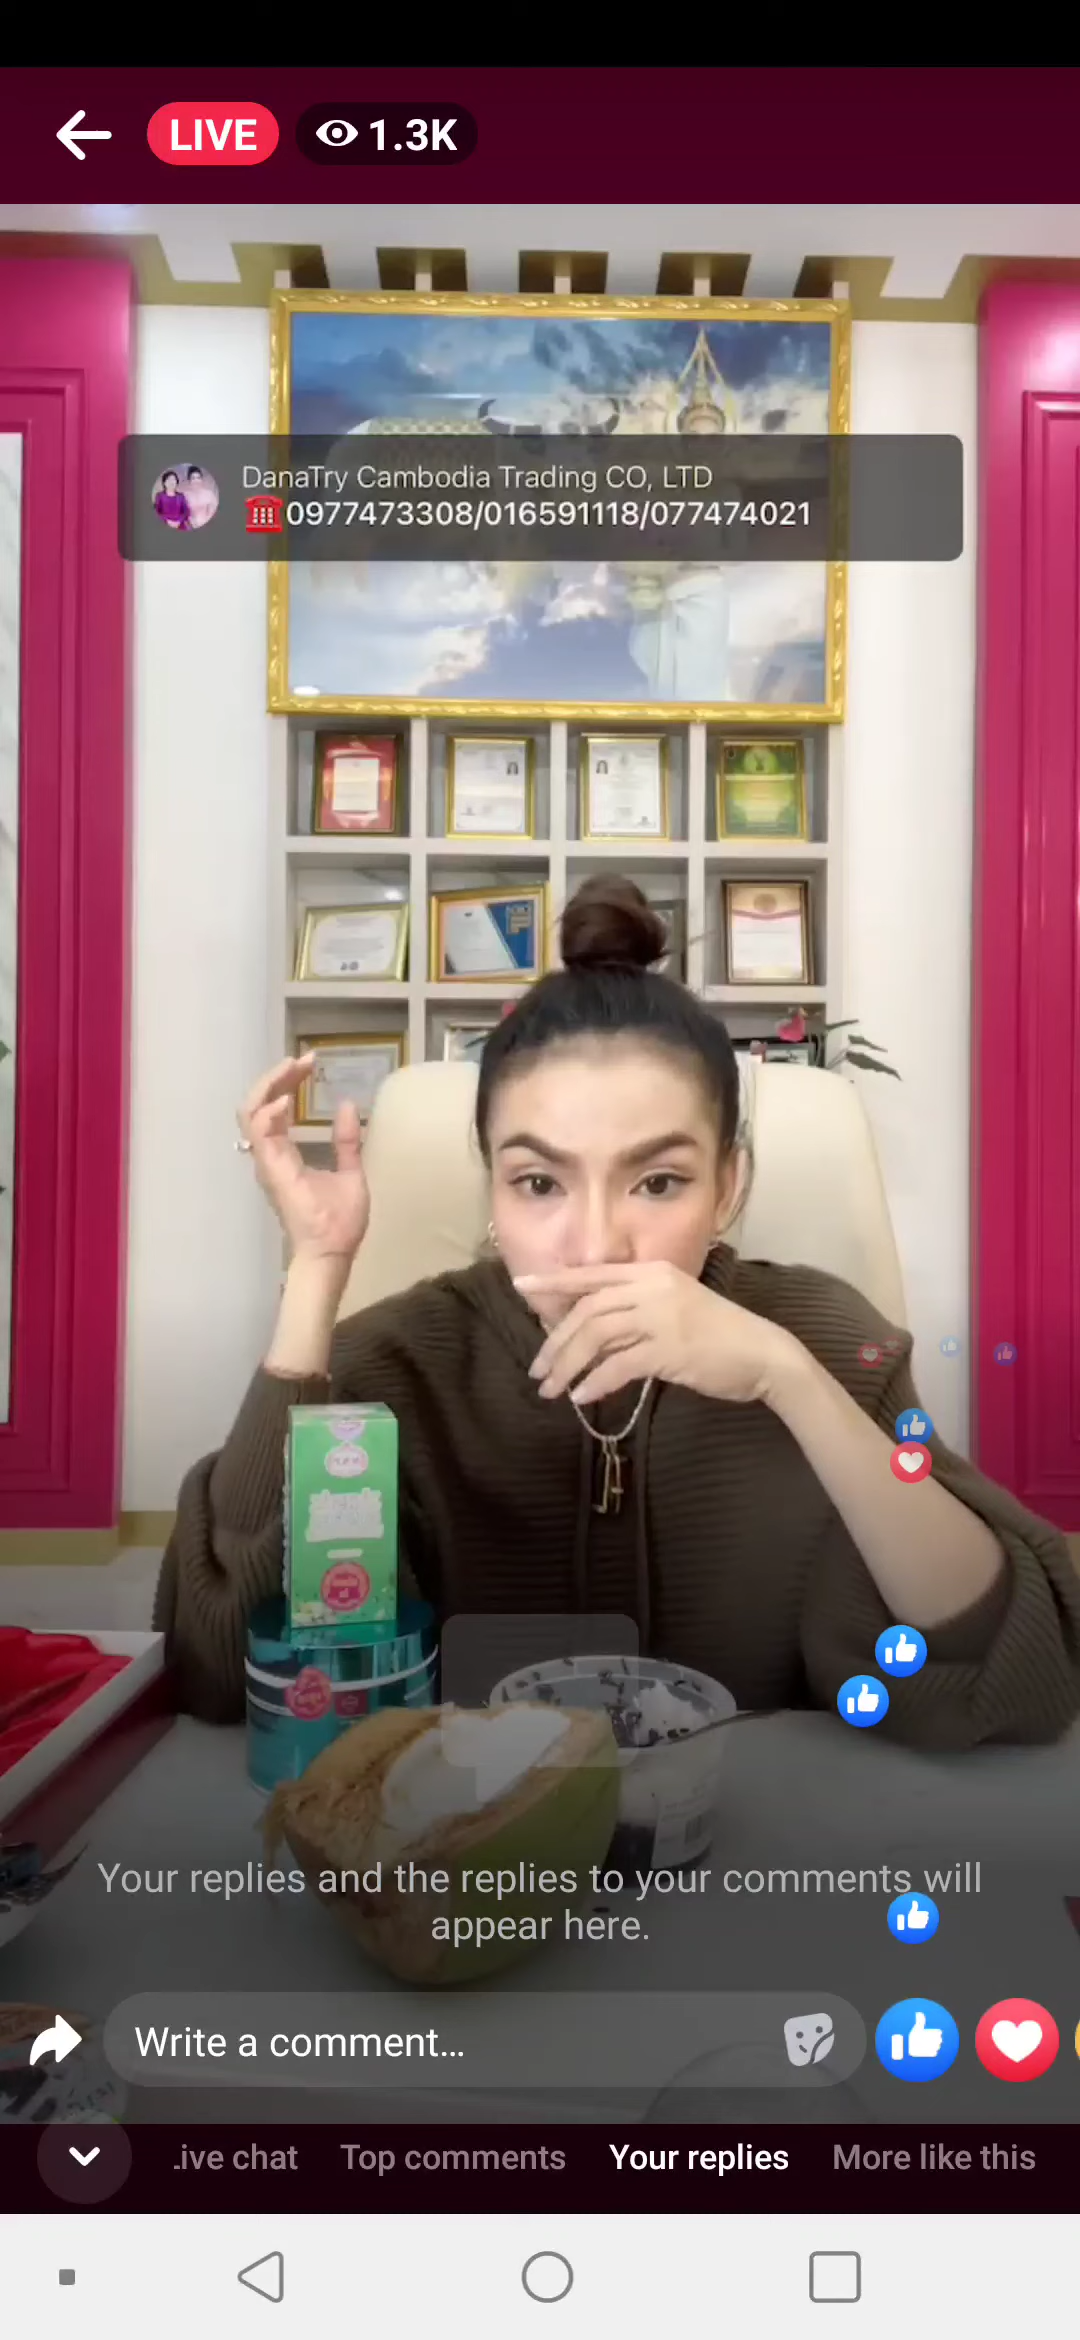 LIVE
1.3K
DanaTry Cambodia Trading CO, LTD
☎️0977473308/016591118/077474021
Your replies and the replies to your comments will
appear here.
Write a comment...
.ive chat
Top comments
Your replies
More like this